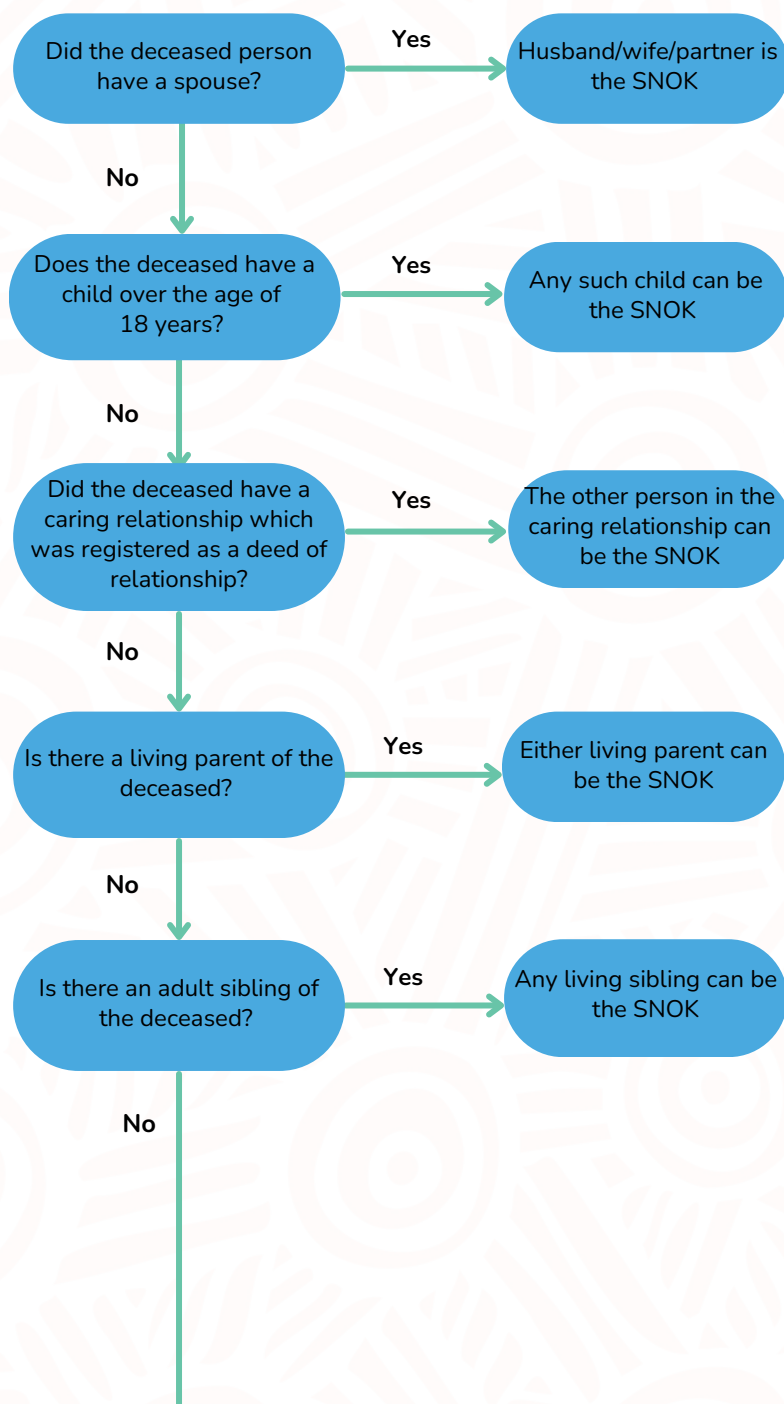 Did the deceased person
have a spouse?
Yes
Husband/wife/partner is
the SNOK
No
Does the deceased have a
child over the age of
18 years?
Yes
Any such child can be
the SNOK
No
Did the deceased have a
caring relationship which
was registered as a deed of
relationship?
Yes
The other person in the
caring relationship can
be the SNOK
No
Is there a living parent of the
deceased?
Yes
Either living parent can
be the SNOK
No
Is there an adult sibling of
the deceased?
Yes
Any living sibling can be
the SNOK
No